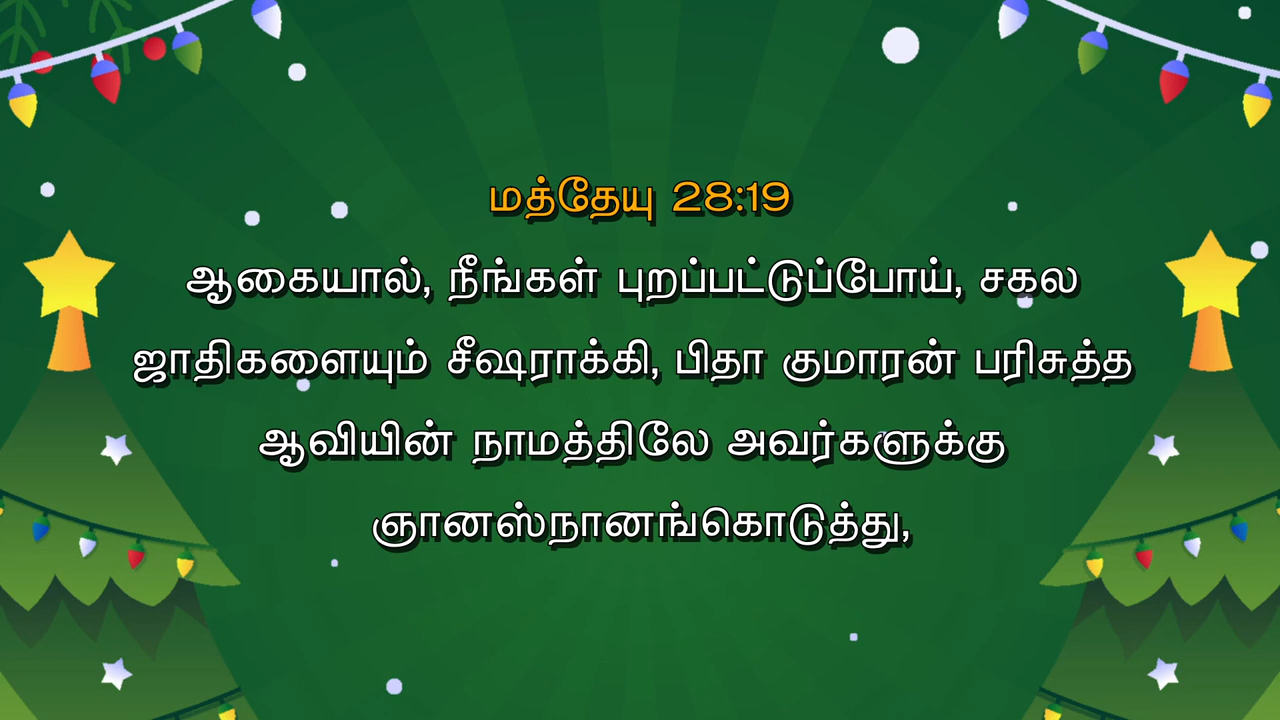 மத்தேயு 28:19
ஆகையால், நீங்கள் புறப்பட்டுப்போய், சகல
ஜாதிகளையும் சீஷராக்கி, பிதா குமாரன் பரிசுத்த
ஆவியின் நாமத்திலே அவர்களுக்கு
ஞானஸ்நானங்கொடுத்து,